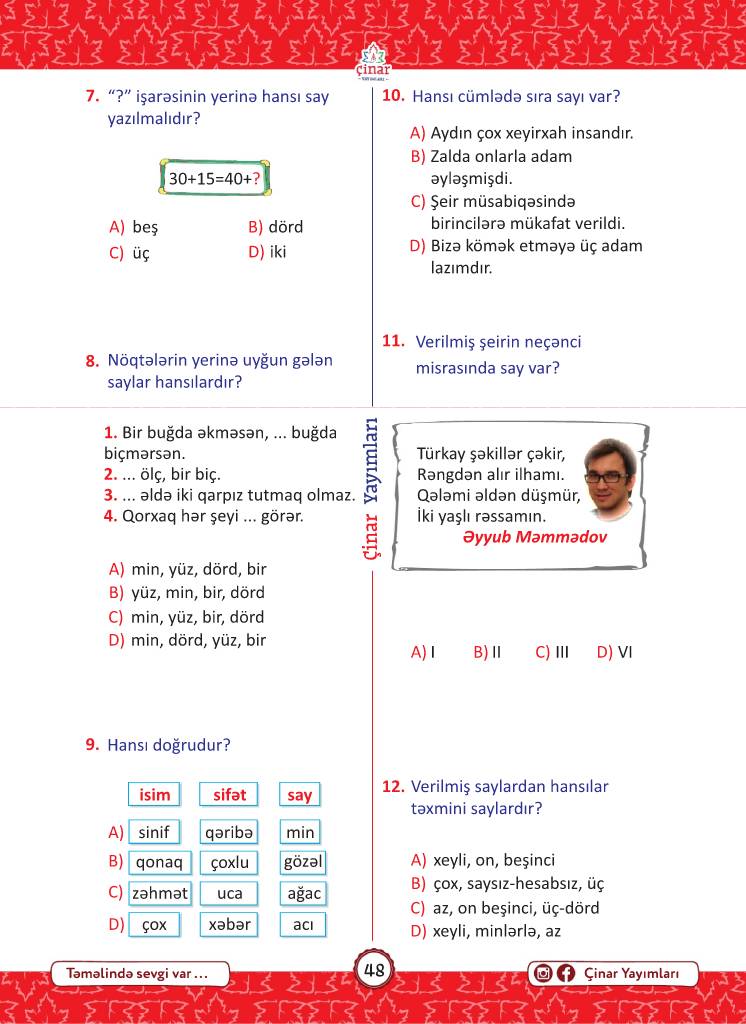 çınar
7. “?” işarəsinin yerinə hansı say
yazılmalıdır?
30+15=40+?
A) beş
B) dörd
C) üç
D) iki
8. Nöqtələrin yerinə uyğun gələn
saylar hansılardır?
1. Bir buğda əkməsən, ... buğda
biçmərsən.
2. ... ölç, bir biç.
3. ... əldə iki qarpız tutmaq olmaz.
4. Qorxaq hər şeyi ... görər.
A) min, yüz, dörd, bir
B) yüz, min, bir, dörd
C) min, yüz, bir, dörd
D) min, dörd, yüz, bir
9. Hansı doğrudur?
isim sifət say
A) sinif qəribə min
B) qonaq çoxlu gözəl
C) zəhmət uca ağac
D) çox xəbər acı
Çinar Yayımları
10. Hansı cümlədə sıra sayı var?
A) Aydın çox xeyirxah insandır.
B) Zalda onlarla adam
əyləşmişdi.
C) Şeir müsabiqəsində
birincilərə mükafat verildi.
D) Bizə kömək etməyə üç adam
lazımdır.
11. Verilmiş şeirin neçənci
misrasında say var?
Türkay şəkillər çəkir,
Rəngdən alır ilhamı.
Qələmi əldən düşmür,
İki yaşlı rəssamın.
Əyyub Məmmədov
A) I B) II C) III D) VI
12. Verilmiş saylardan hansılar
təxmini saylardır?
A) xeyli, on, beşinci
B) çox, saysız-hesabsız, üç
C) az, on beşinci, üç-dörd
D) xeyli, minlərlə, az
Təməlində sevgi var...
48
Çinar Yayımları